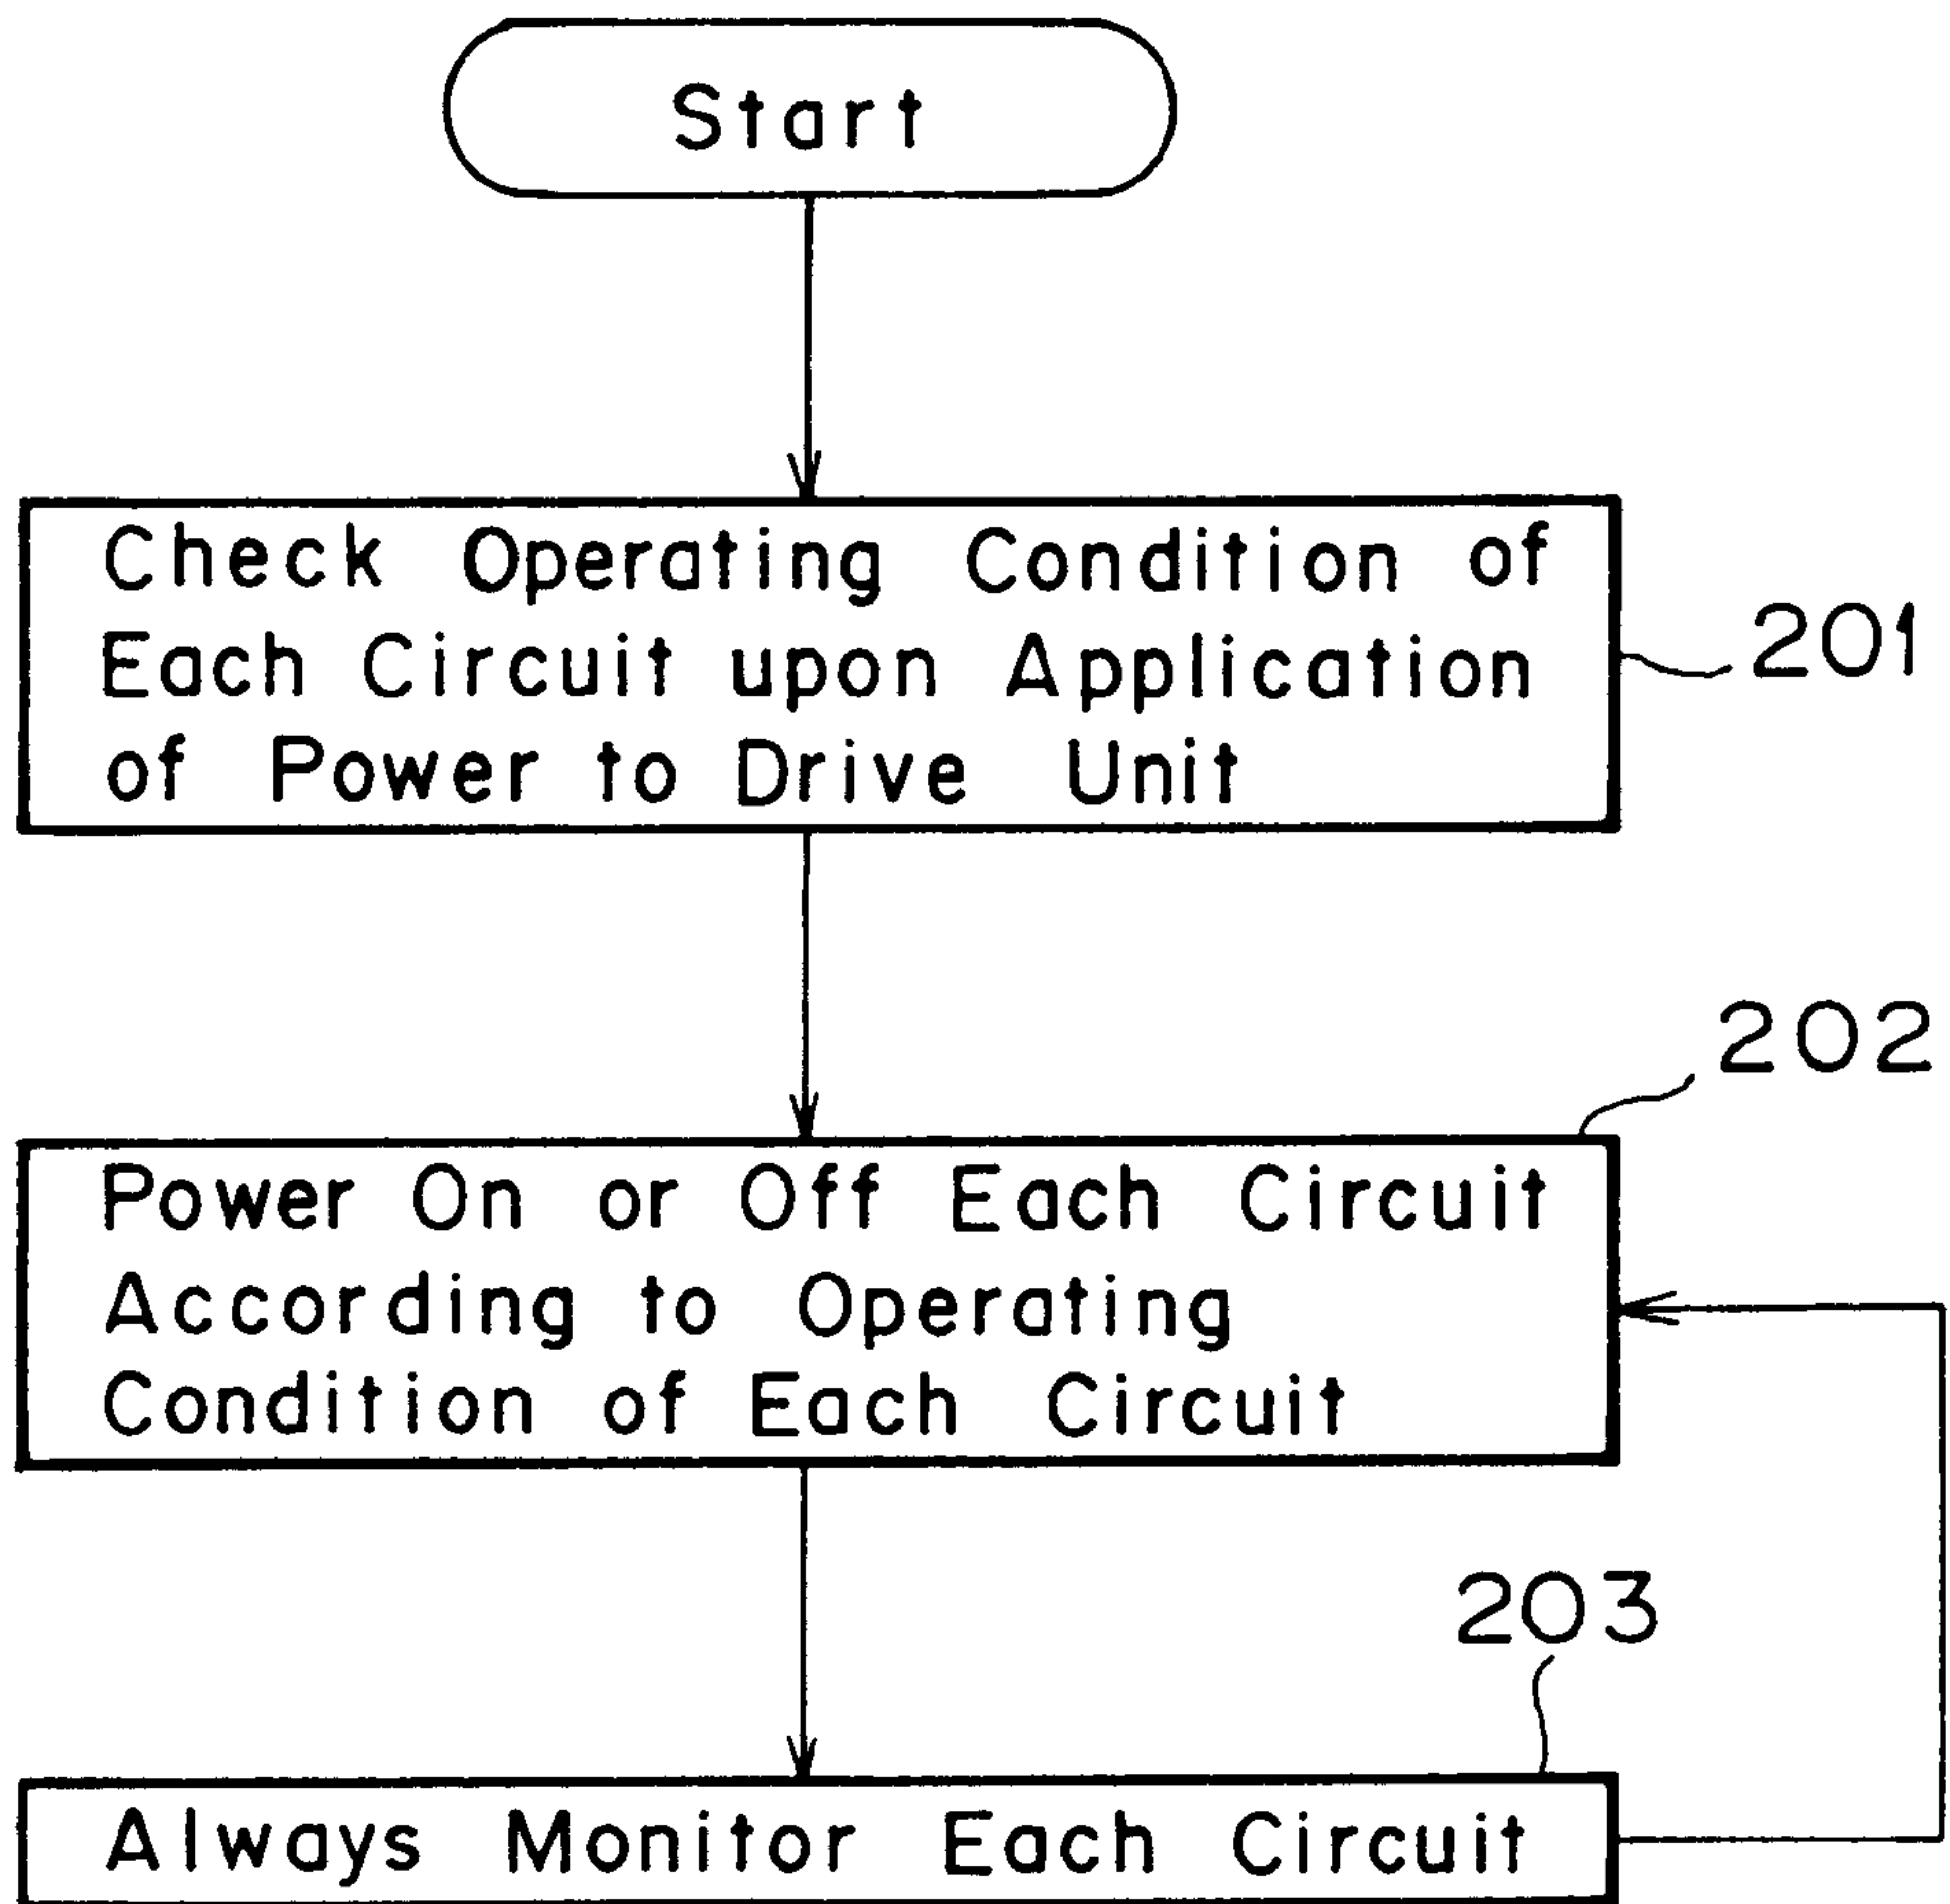 Start
Check Operating Condition of
Each Circuit upon Application
of Power to Drive Unit
201
202
Power On or Off Each Circuit
According to Operating
Condition of Each Circuit
203
Always Monitor Each Circuit